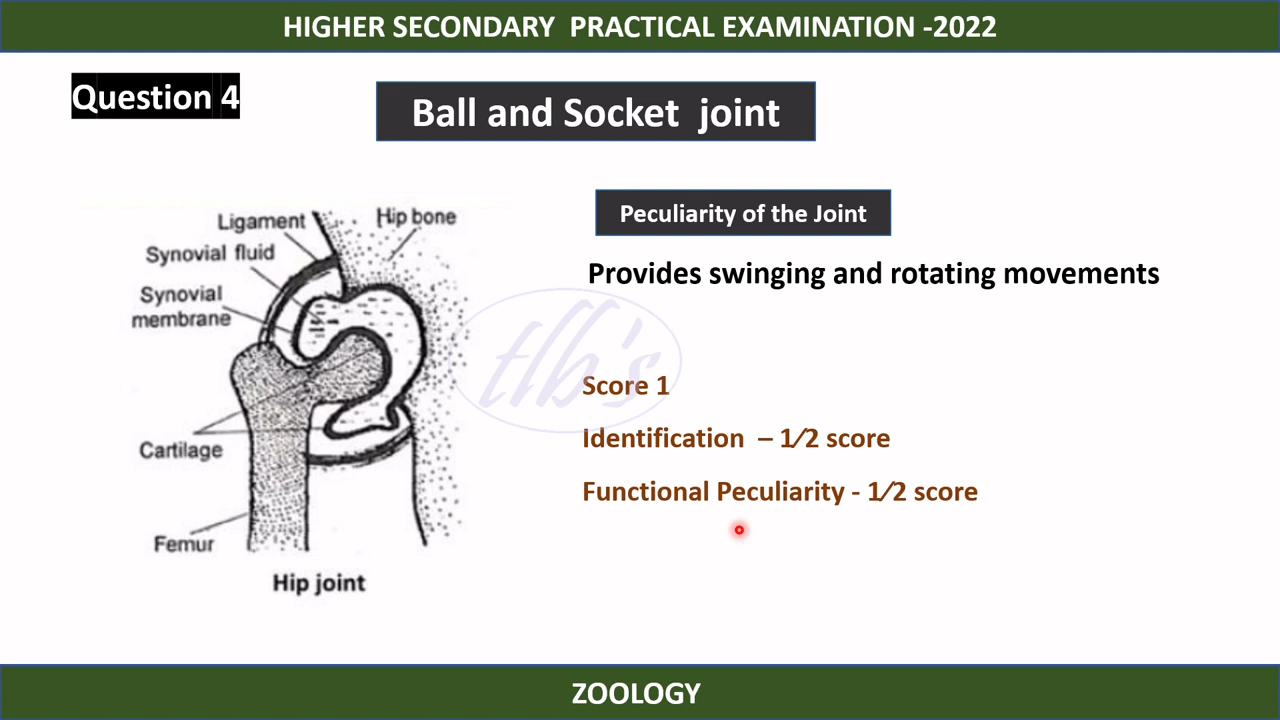 HIGHER SECONDARY PRACTICAL EXAMINATION -2022
Question 4
Ball and Socket joint
Peculiarity of the Joint
Provides swinging and rotating movements
Ligament
Hip bone
Synovial fluid
Synovial
membrane
Cartilage
Femur
Hip joint
tlb's
Score 1
Identification – 1⁄2 score
Functional Peculiarity - 1⁄2 score
ZOOLOGY